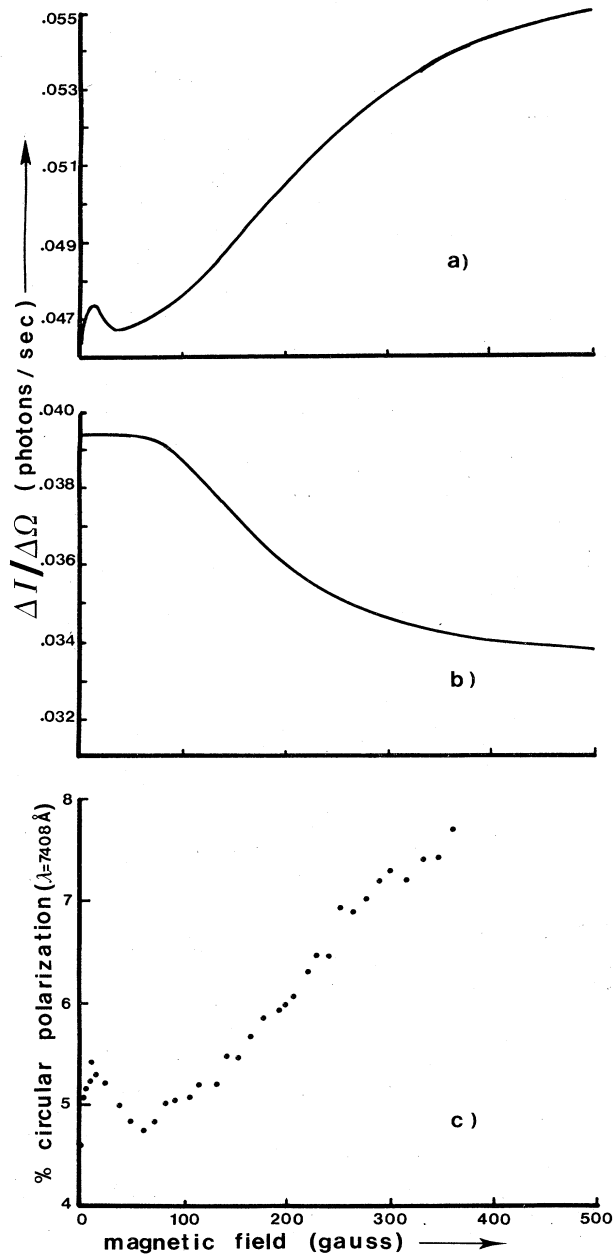 ΔI/ΔΩ (photons/sec)
.055
.053
.051
.049
.047
a)
.040
.038
.036
.034
.032
b)
% circular polarization (λ=7408Å)
8
7
6
5
4
c)
0 100 200 300 400 500
magnetic field (gauss)